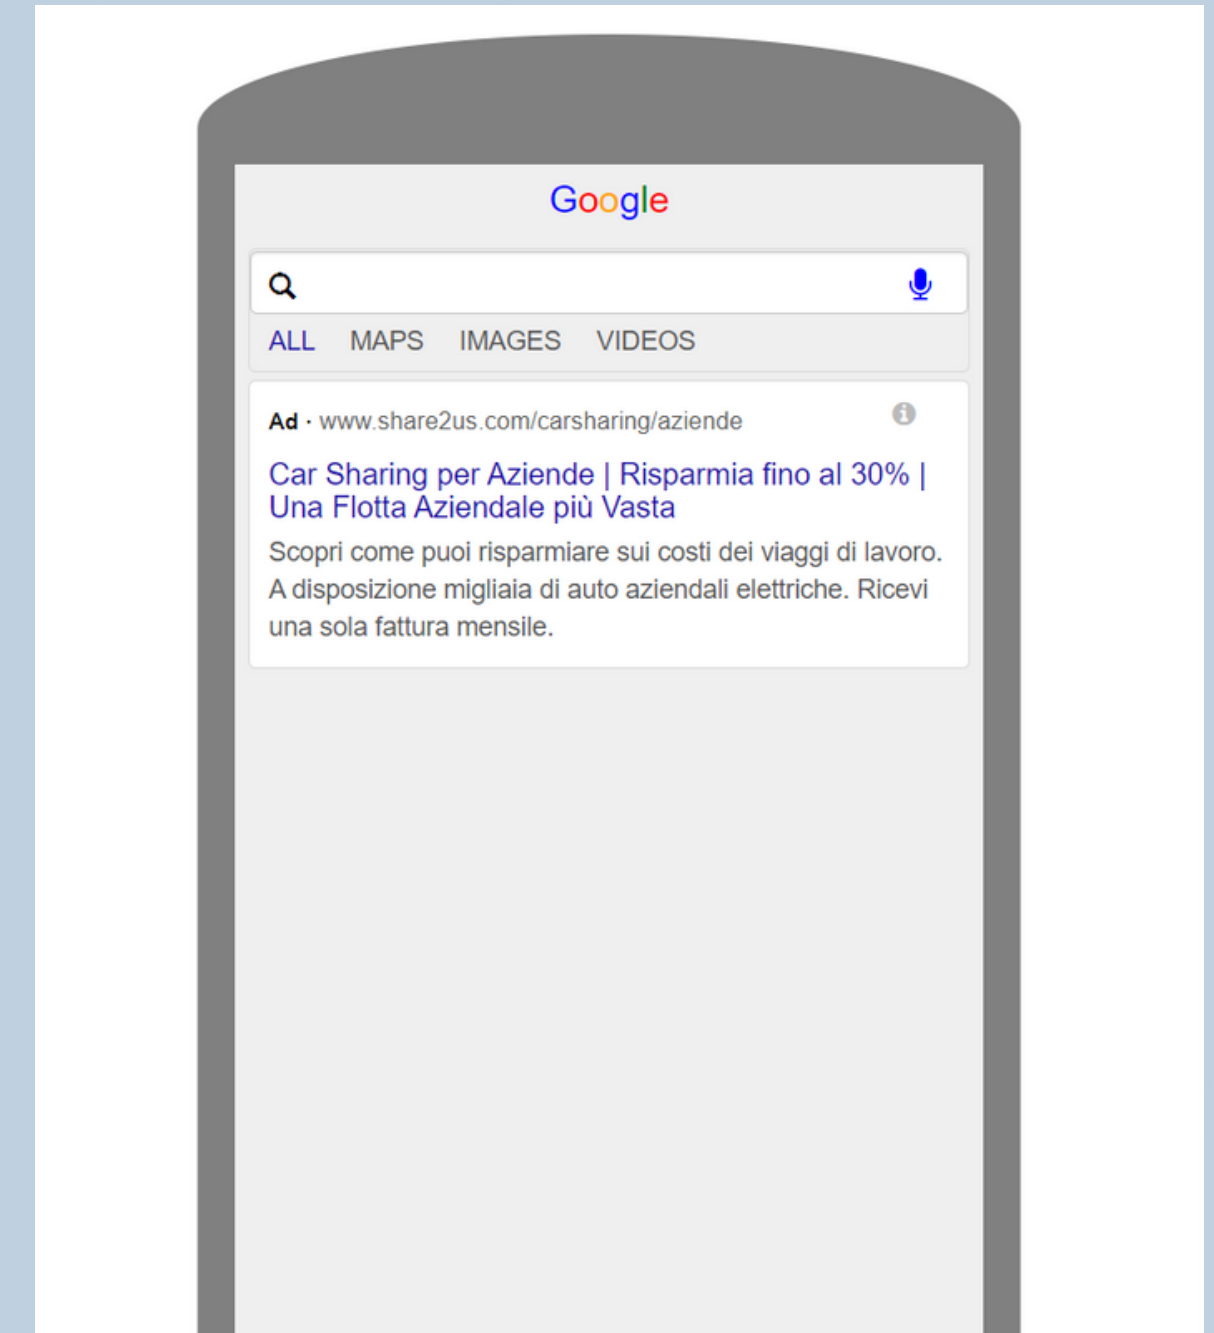 Google
ALL MAPS IMAGES VIDEOS
Ad · www.share2us.com/carsharing/aziende
Car Sharing per Aziende | Risparmia fino al 30% |
Una Flotta Aziendale più Vasta
Scopri come puoi risparmiare sui costi dei viaggi di lavoro.
A disposizione migliaia di auto aziendali elettriche. Ricevi
una sola fattura mensile.